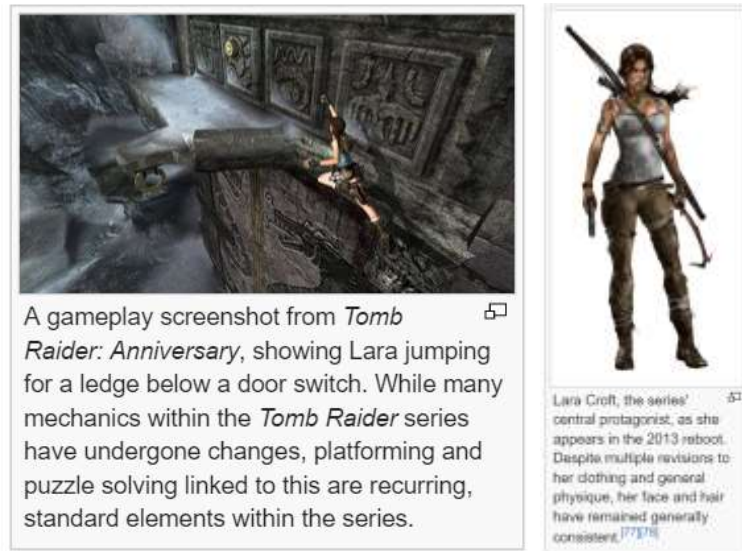 A gameplay screenshot from Tomb
Raider: Anniversary, showing Lara jumping
for a ledge below a door switch. While many
mechanics within the Tomb Raider series
have undergone changes, platforming and
puzzle solving linked to this are recurring,
standard elements within the series.
Lara Croft, the series'
central protagonist, as she
appears in the 2013 reboot.
Despite multiple revisions to
her clothing and general
physique, her face and hair
have remained generally
consistent.[77][78]